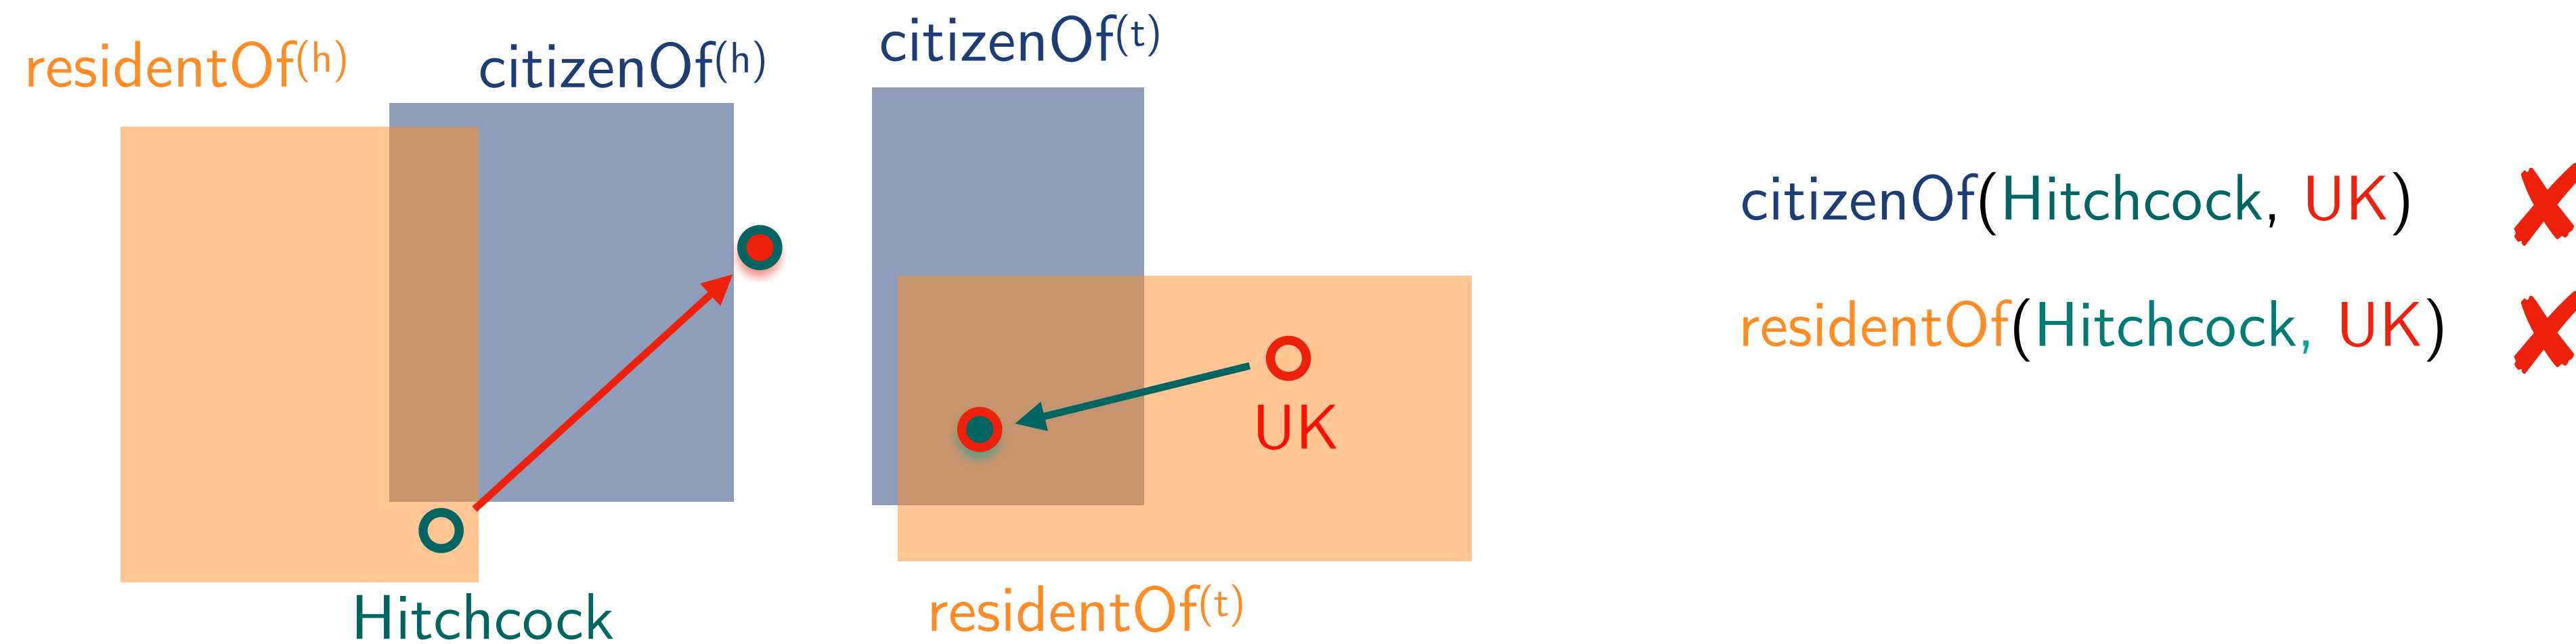 residentOf(h)
citizenOf(h)
citizenOf(t)
citizenOf(Hitchcock, UK) ✘
residentOf(Hitchcock, UK) ✘
UK
Hitchcock
residentOf(t)